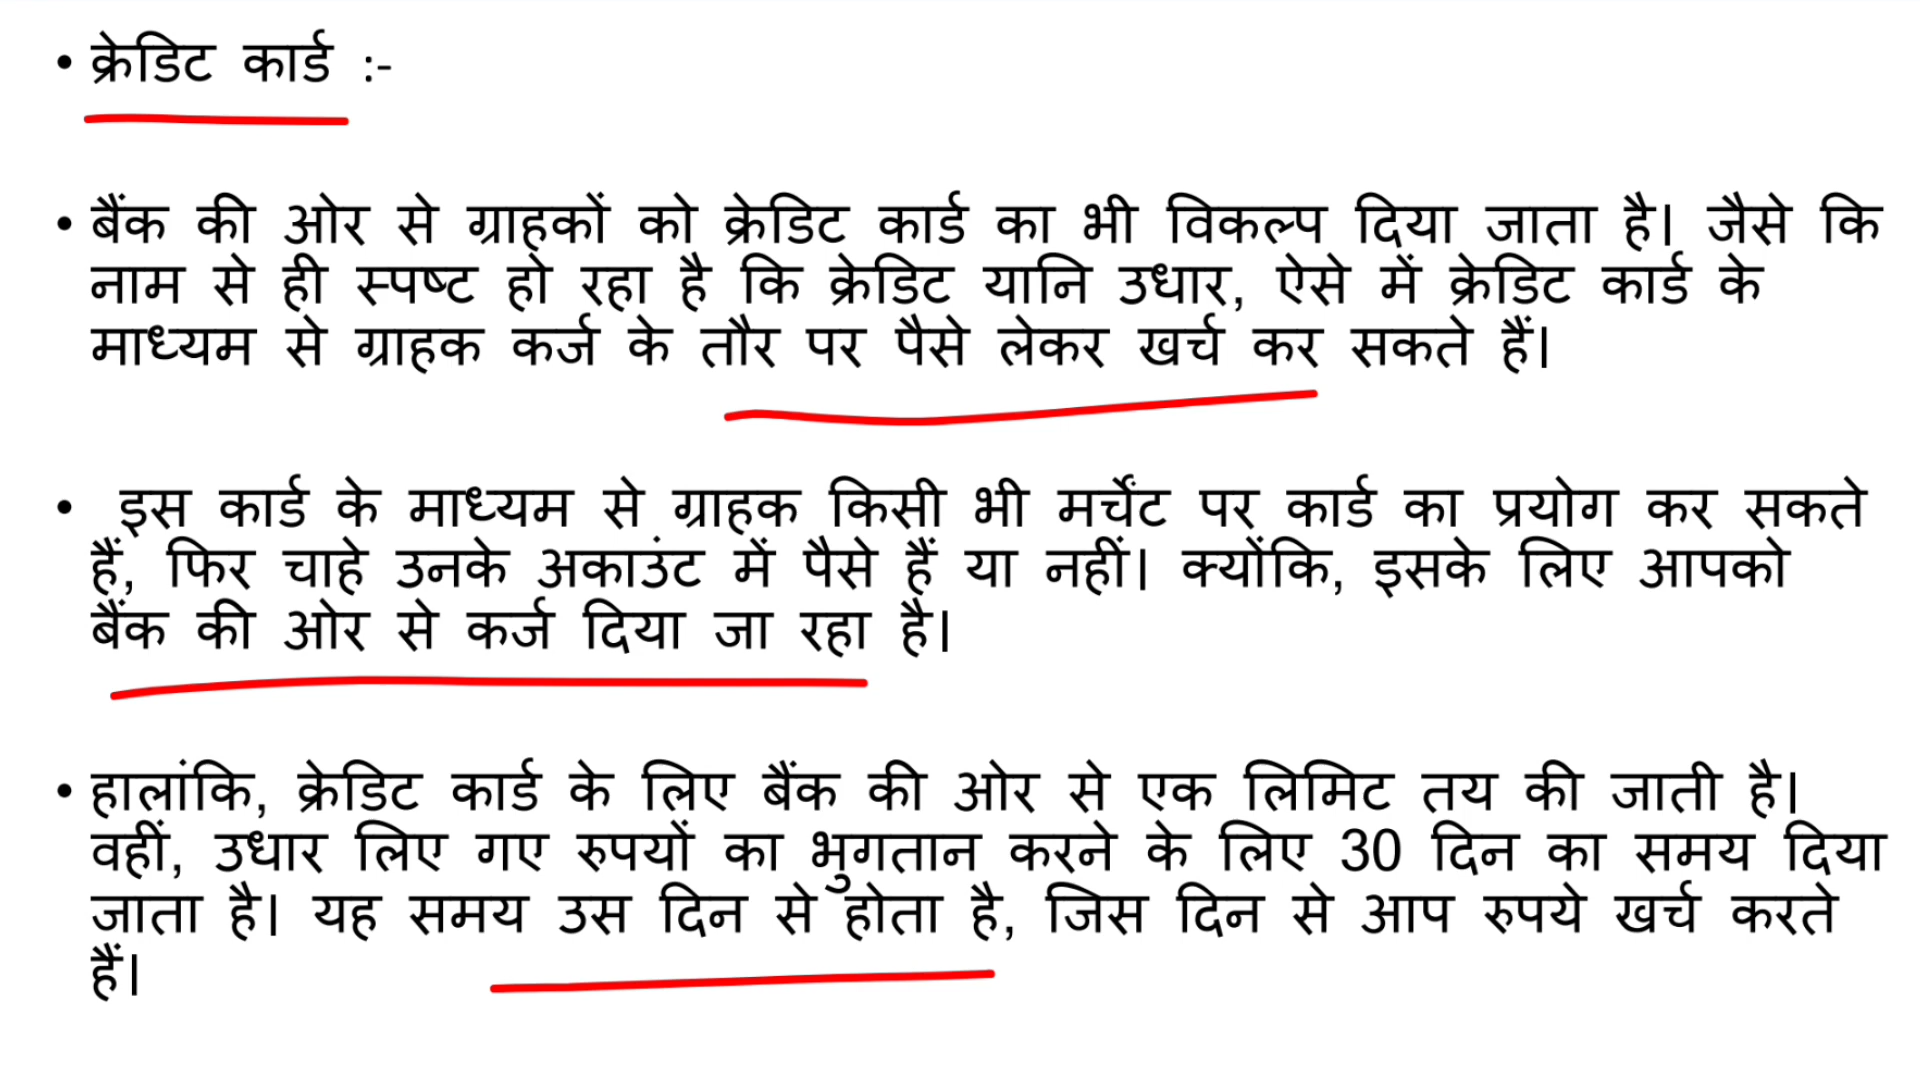 • क्रेडिट कार्ड :-
• बैंक की ओर से ग्राहकों को क्रेडिट कार्ड का भी विकल्प दिया जाता है। जैसे कि
नाम से ही स्पष्ट हो रहा है कि क्रेडिट यानि उधार, ऐसे में क्रेडिट कार्ड के
माध्यम से ग्राहक कर्ज के तौर पर पैसे लेकर खर्च कर सकते हैं।
• इस कार्ड के माध्यम से ग्राहक किसी भी मर्चेंट पर कार्ड का प्रयोग कर सकते
हैं, फिर चाहे उनके अकाउंट में पैसे हैं या नहीं। क्योंकि, इसके लिए आपको
बैंक की ओर से कर्ज दिया जा रहा है।
• हालांकि, क्रेडिट कार्ड के लिए बैंक की ओर से एक लिमिट तय की जाती है।
वहीं, उधार लिए गए रुपयों का भुगतान करने के लिए 30 दिन का समय दिया
जाता है। यह समय उस दिन से होता है, जिस दिन से आप रुपये खर्च करते
हैं।